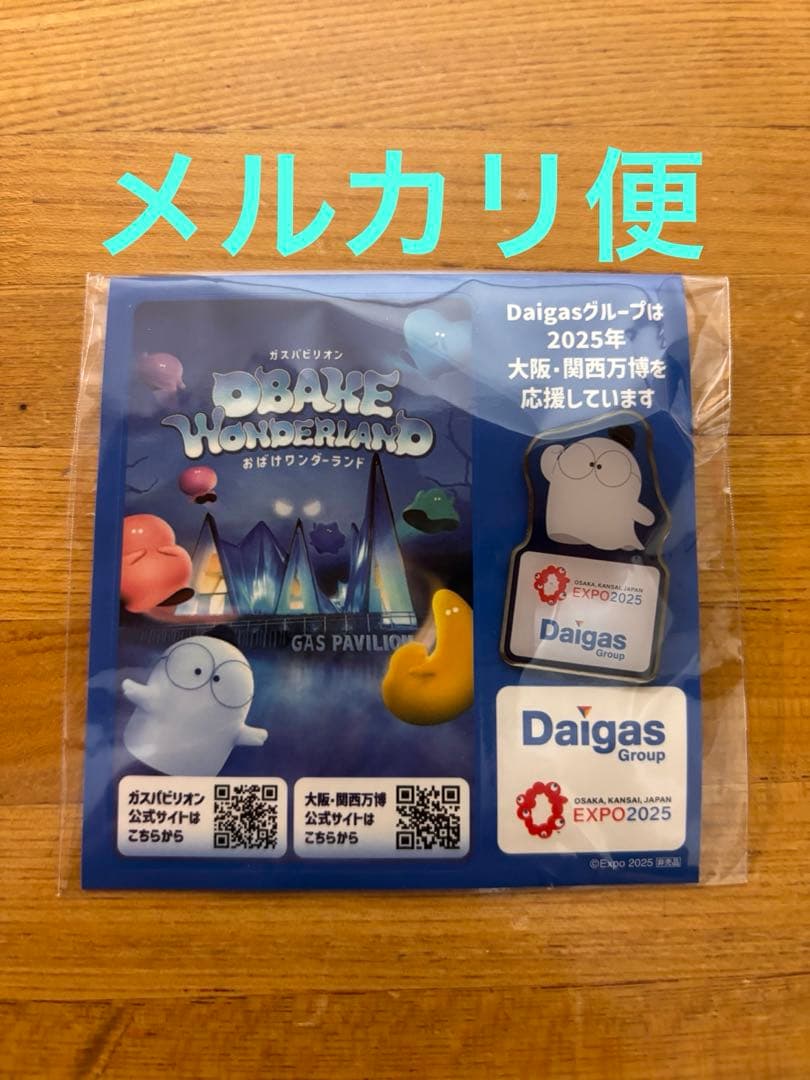 メルカリ便
ガスパビリオン
OBAKE
WONDERLAND
おばけワンダーランド
GAS PAVILION
ガスパビリオン
公式サイトは
こちらから
大阪・関西万博
公式サイトは
こちらから
Daigasグループは
2025年
大阪・関西万博を
応援しています
OSAKA, KANSAI, JAPAN
EXPO2025
Daigas
Group
Daigas
Group
OSAKA, KANSAI, JAPAN
EXPO2025
©Expo 2025 非売品